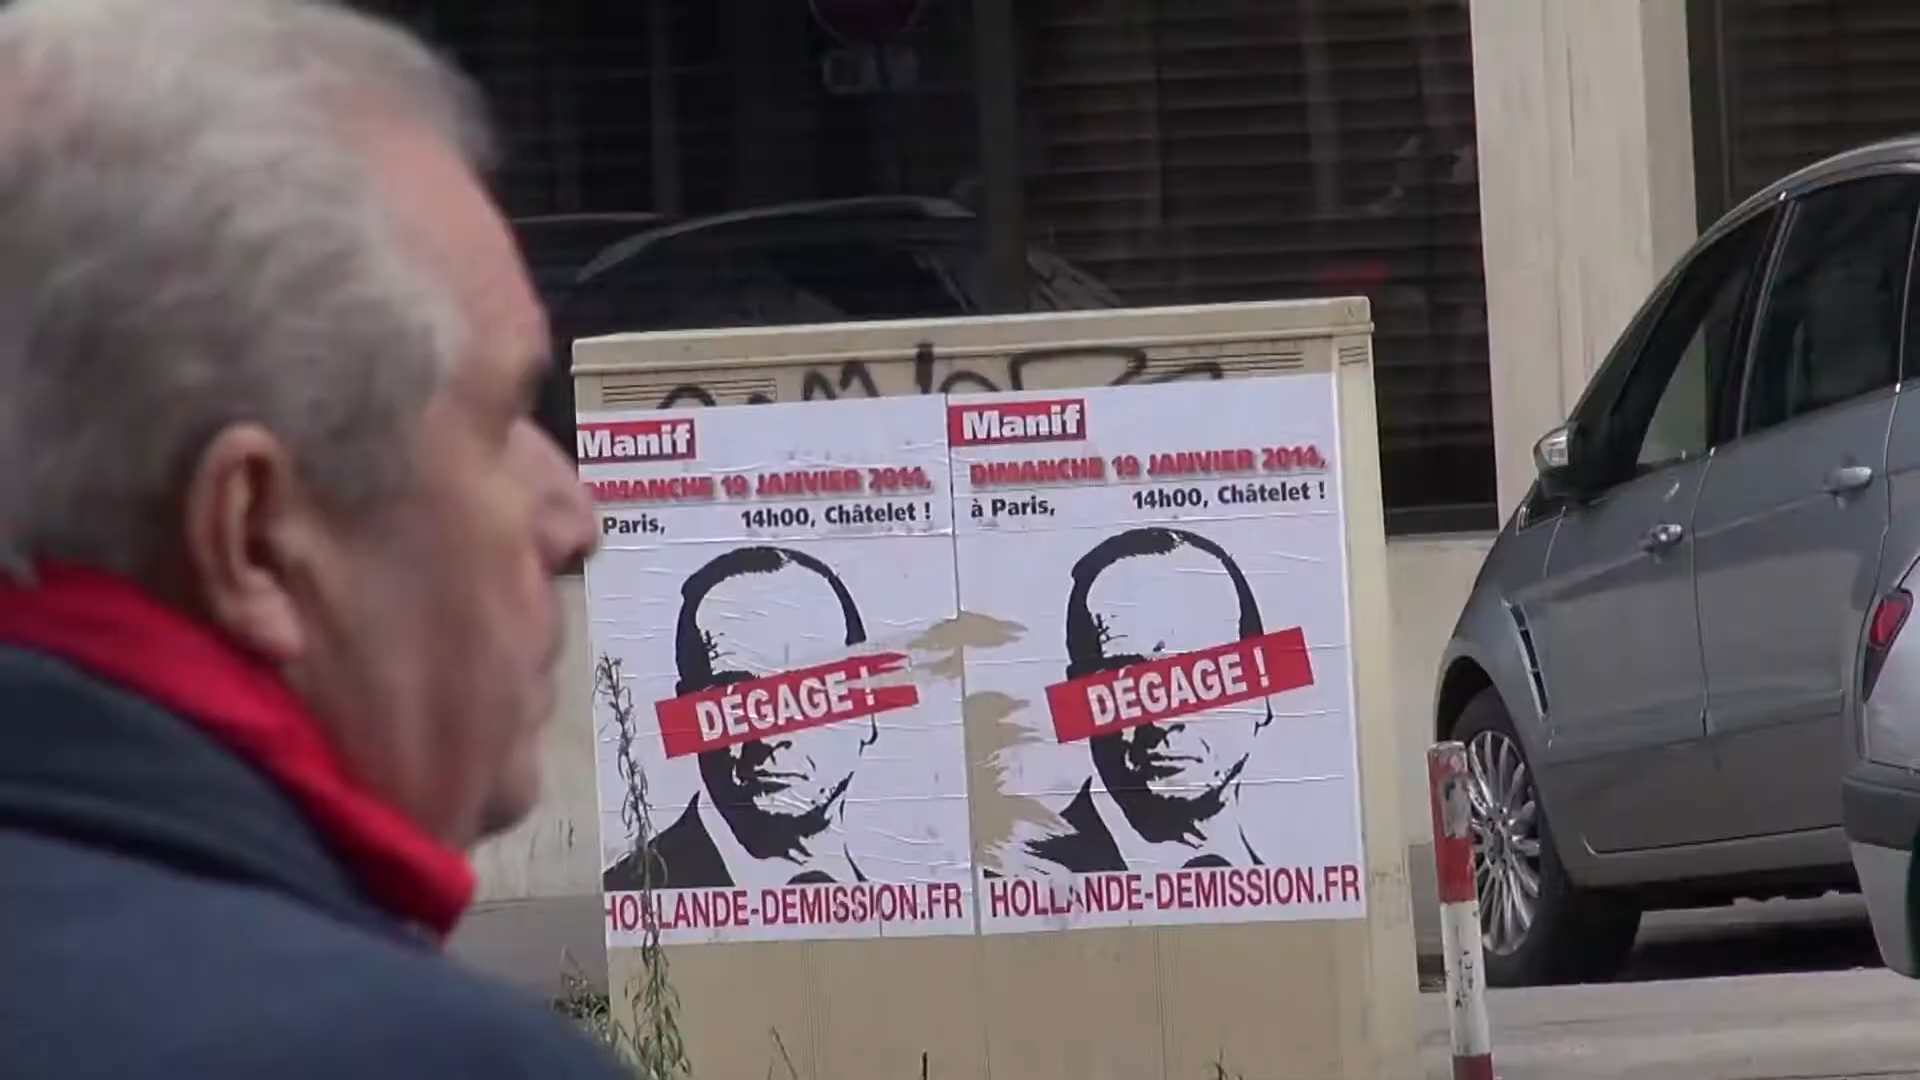 Manif
DIMANCHE 19 JANVIER 2014,
Paris, 14h00, Châtelet !
DÉGAGE !
HOLLANDE-DEMISSION.FR
Manif
DIMANCHE 19 JANVIER 2014,
à Paris, 14h00, Châtelet !
DÉGAGE !
HOLLANDE-DEMISSION.FR